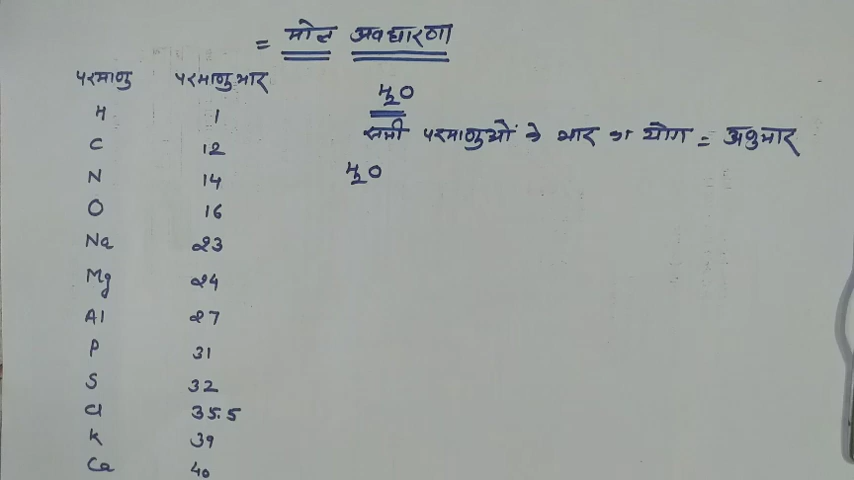 = मोल अवधारणा
परमाणु परमाणुभार
H 1
C 12
N 14
O 16
Na 23
Mg 24
Al 27
P 31
S 32
Cl 35.5
K 39
Ca 40
H₂O
सभी परमाणुओं के भार का योग = अणुभार
H₂O